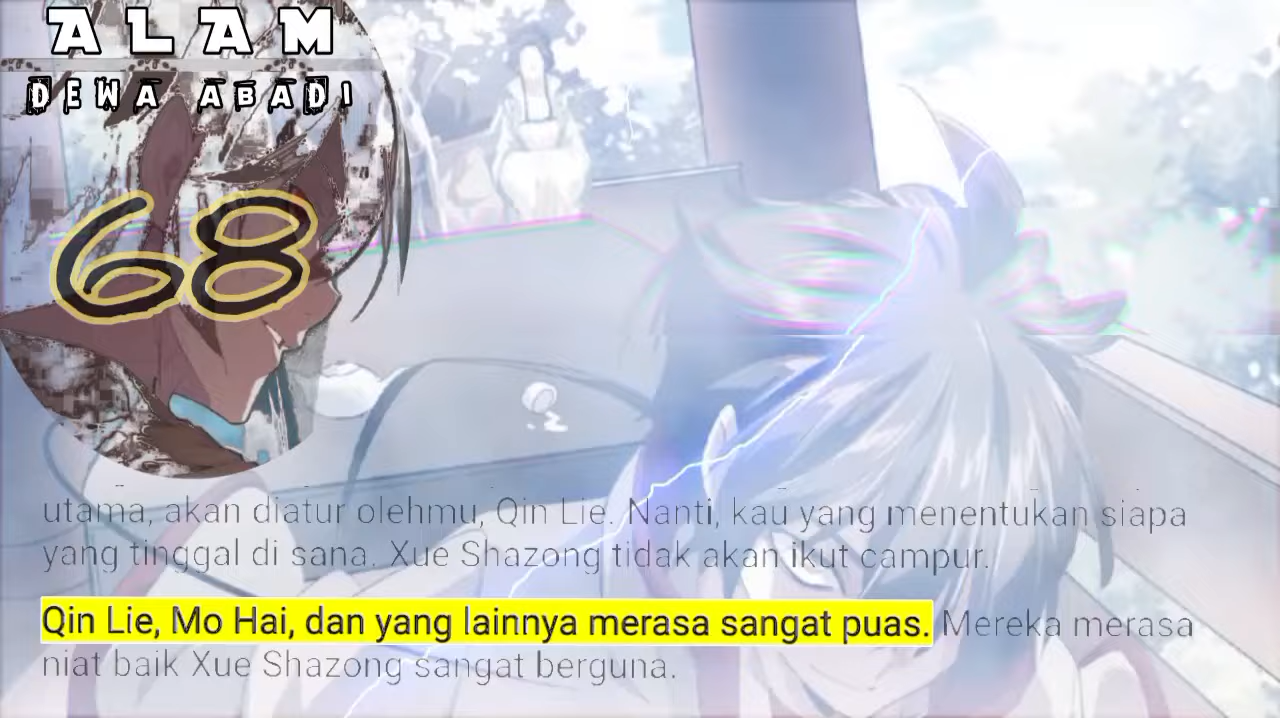 ALAM
DEWA ABADI
68
utama, akan diatur olehmu, Qin Lie. Nanti, kau yang menentukan siapa
yang tinggal di sana. Xue Shazong tidak akan ikut campur.
Qin Lie, Mo Hai, dan yang lainnya merasa sangat puas. Mereka merasa
niat baik Xue Shazong sangat berguna.